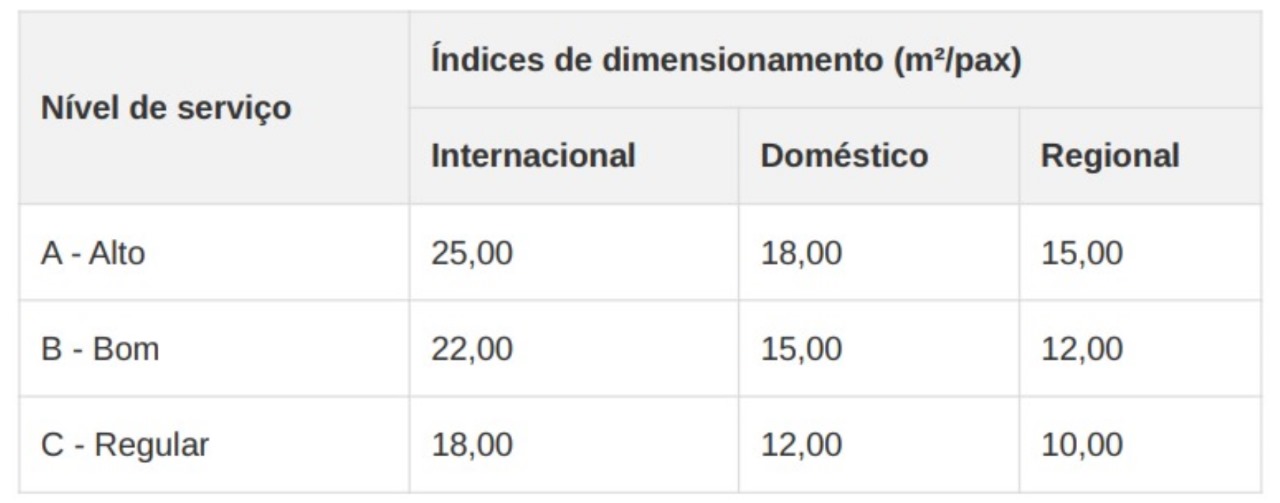 Nível de serviço
Índices de dimensionamento (m²/pax)
Internacional Doméstico Regional
A - Alto 25,00 18,00 15,00
B - Bom 22,00 15,00 12,00
C - Regular 18,00 12,00 10,00